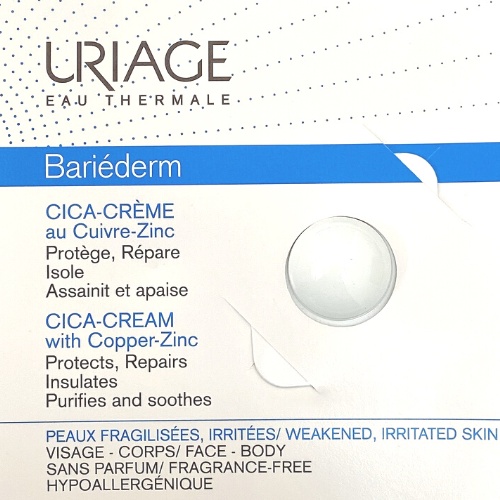 URIAGE
EAU THERMALE
Bariéderm
CICA-CRÈME
au Cuivre-Zinc
Protège, Répare
Isole
Assainit et apaise
CICA-CREAM
with Copper-Zinc
Protects, Repairs
Insulates
Purifies and soothes
PEAUX FRAGILISÉES, IRRITÉES/ WEAKENED, IRRITATED SKIN
VISAGE - CORPS/ FACE - BODY
SANS PARFUM/ FRAGRANCE-FREE
HYPOALLERGÉNIQUE